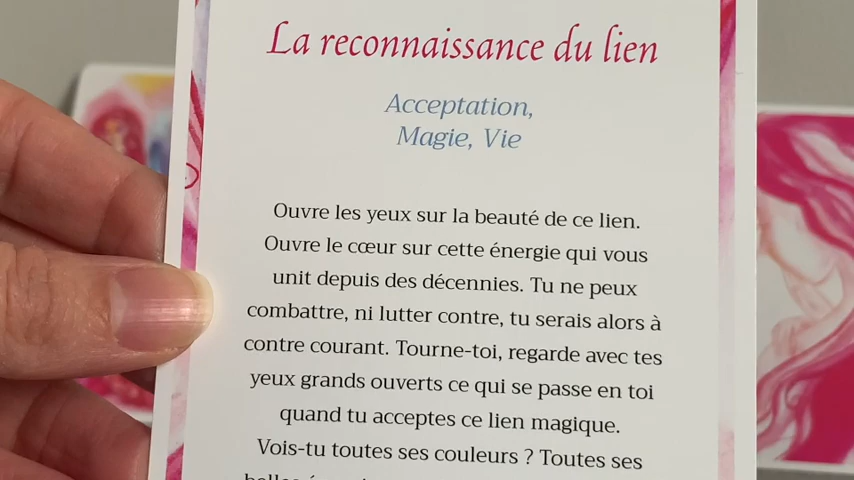 La reconnaissance du lien
Acceptation,
Magie, Vie
Ouvre les yeux sur la beauté de ce lien.
Ouvre le cœur sur cette énergie qui vous
unit depuis des décennies. Tu ne peux
combattre, ni lutter contre, tu serais alors à
contre courant. Tourne-toi, regarde avec tes
yeux grands ouverts ce qui se passe en toi
quand tu acceptes ce lien magique.
Vois-tu toutes ses couleurs ? Toutes ses